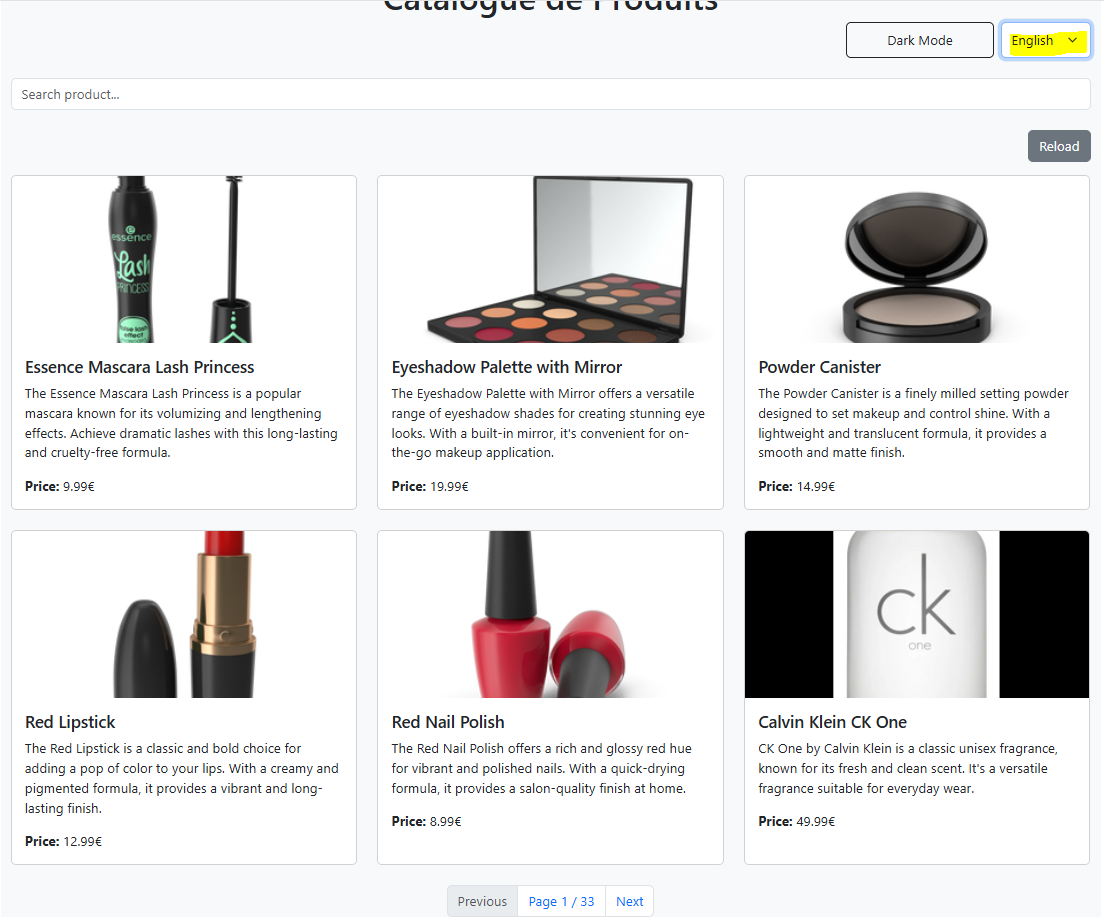 Catalogue de Produits
Dark Mode
English
Search product...
Reload
essence
Lash
PRINCESS
false lash
effect
Essence Mascara Lash Princess
The Essence Mascara Lash Princess is a popular
mascara known for its volumizing and lengthening
effects. Achieve dramatic lashes with this long-lasting
and cruelty-free formula.
Price: 9.99€
Eyeshadow Palette with Mirror
The Eyeshadow Palette with Mirror offers a versatile
range of eyeshadow shades for creating stunning eye
looks. With a built-in mirror, it's convenient for on-
the-go makeup application.
Price: 19.99€
Powder Canister
The Powder Canister is a finely milled setting powder
designed to set makeup and control shine. With a
lightweight and translucent formula, it provides a
smooth and matte finish.
Price: 14.99€
Red Lipstick
The Red Lipstick is a classic and bold choice for
adding a pop of color to your lips. With a creamy and
pigmented formula, it provides a vibrant and long-
lasting finish.
Price: 12.99€
Red Nail Polish
The Red Nail Polish offers a rich and glossy red hue
for vibrant and polished nails. With a quick-drying
formula, it provides a salon-quality finish at home.
Price: 8.99€
ck
one
Calvin Klein CK One
CK One by Calvin Klein is a classic unisex fragrance,
known for its fresh and clean scent. It's a versatile
fragrance suitable for everyday wear.
Price: 49.99€
Previous
Page 1 / 33
Next